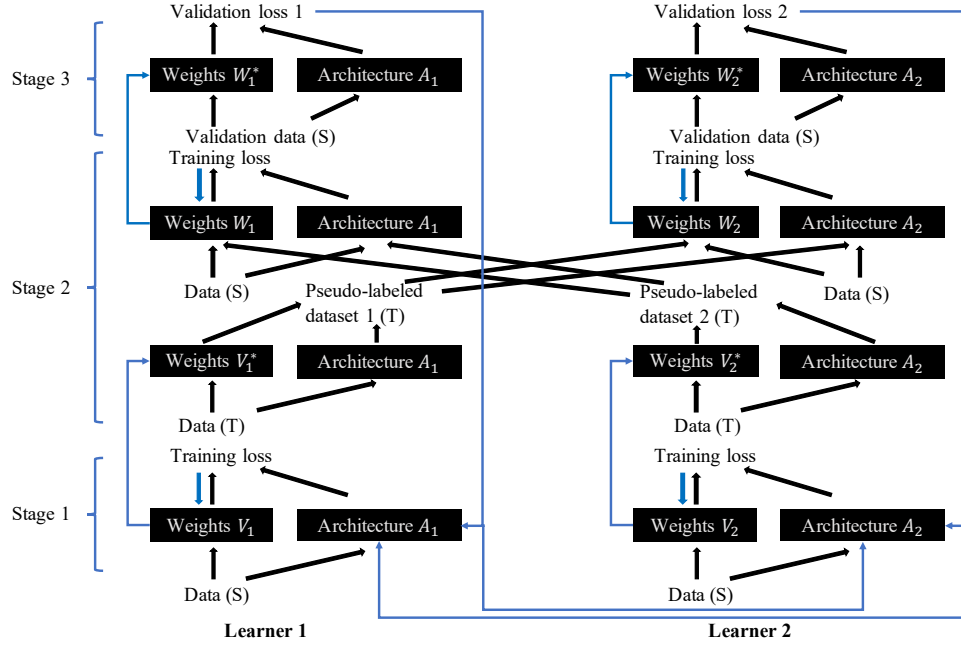 Validation loss 1
Validation loss 2
Stage 3
Weights W₁*
Architecture A₁
Weights W₂*
Architecture A₂
Validation data (S)
Validation data (S)
Training loss
Training loss
Weights W₁
Architecture A₁
Weights W₂
Architecture A₂
Stage 2
Data (S)
Pseudo-labeled
dataset 1 (T)
Pseudo-labeled
dataset 2 (T)
Data (S)
Weights V₁*
Architecture A₁
Weights V₂*
Architecture A₂
Data (T)
Data (T)
Training loss
Training loss
Stage 1
Weights V₁
Architecture A₁
Weights V₂
Architecture A₂
Data (S)
Data (S)
Learner 1
Learner 2